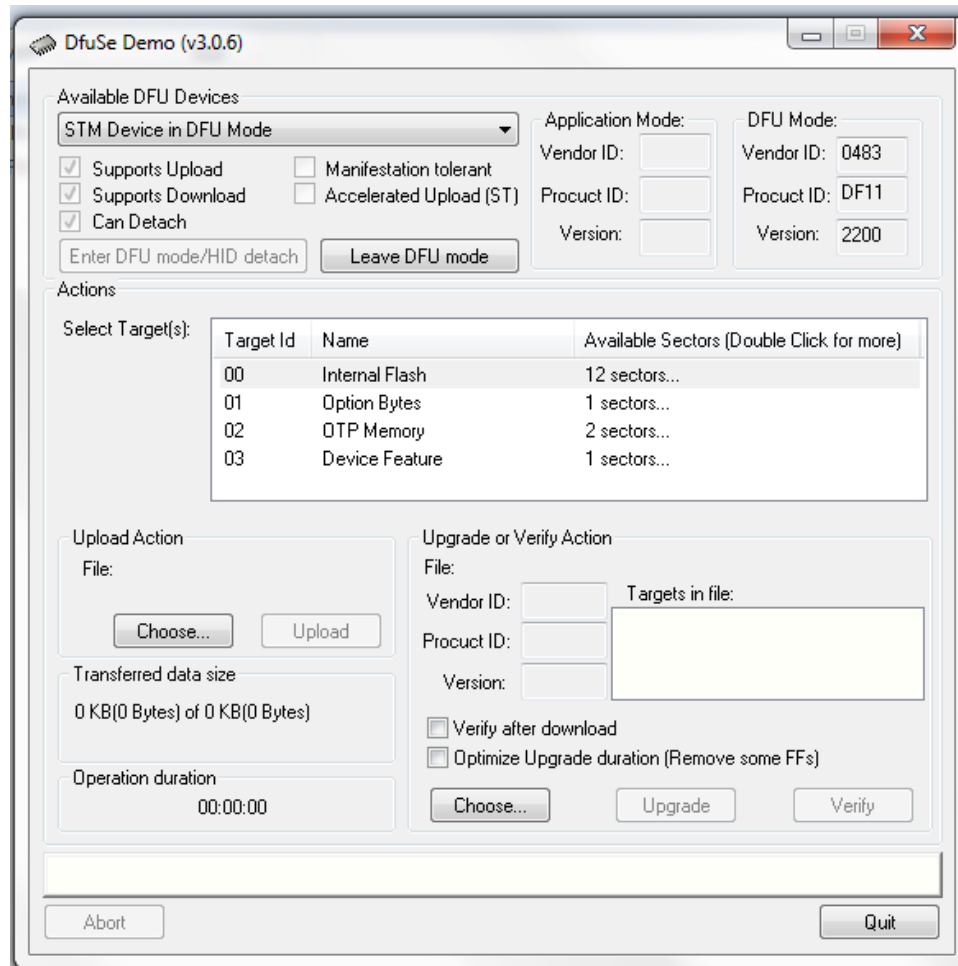 DfuSe Demo (v3.0.6)
Available DFU Devices
STM Device in DFU Mode
Supports Upload
Manifestation tolerant
Supports Download
Accelerated Upload (ST)
Can Detach
Enter DFU mode/HID detach
Leave DFU mode
Application Mode:
Vendor ID:
Procuct ID:
Version:
DFU Mode:
Vendor ID: 0483
Procuct ID: DF11
Version: 2200
Actions
Select Target(s):
Target Id Name Available Sectors (Double Click for more)
00 Internal Flash 12 sectors...
01 Option Bytes 1 sectors...
02 OTP Memory 2 sectors...
03 Device Feature 1 sectors...
Upload Action
File:
Choose... Upload
Transferred data size
0 KB(0 Bytes) of 0 KB(0 Bytes)
Operation duration
00:00:00
Upgrade or Verify Action
File:
Vendor ID:
Procuct ID:
Version:
Targets in file:
Verify after download
Optimize Upgrade duration (Remove some FFs)
Choose... Upgrade Verify
Abort Quit